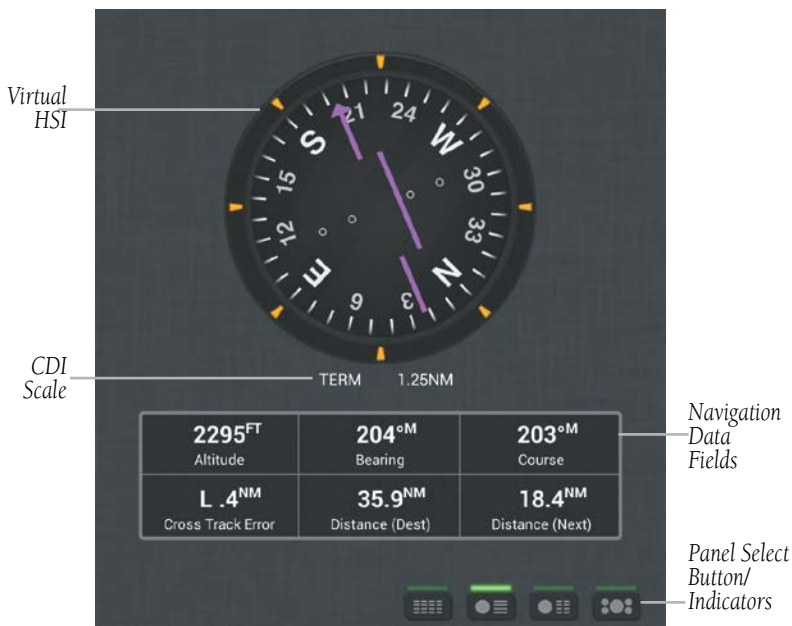 Virtual
HSI
S
21
24
W
30
33
N
3
6
E
12
15
CDI
Scale
TERM 1.25NM
2295FT 204°M 203°M
Altitude Bearing Course
L .4NM 35.9NM 18.4NM
Cross Track Error Distance (Dest) Distance (Next)
Navigation
Data
Fields
Panel Select
Button/
Indicators